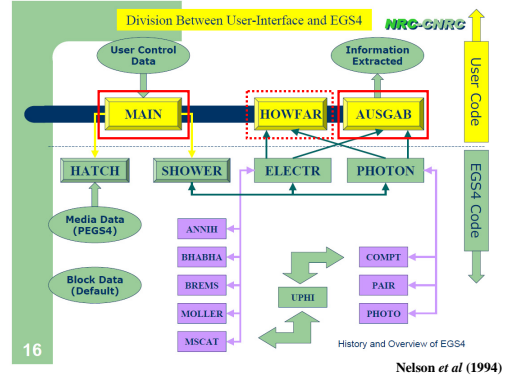 Division Between User-Interface and EGS4
NRC-CNRC
User Control
Data
Information
Extracted
User Code
MAIN
HOWFAR
AUSGAB
HATCH
SHOWER
ELECTR
PHOTON
EGS4 Code
Media Data
(PEGS4)
ANNIH
BHABHA
COMPT
Block Data
(Default)
BREMS
UPHI
PAIR
MOLLER
PHOTO
MSCAT
16
History and Overview of EGS4
Nelson et al (1994)